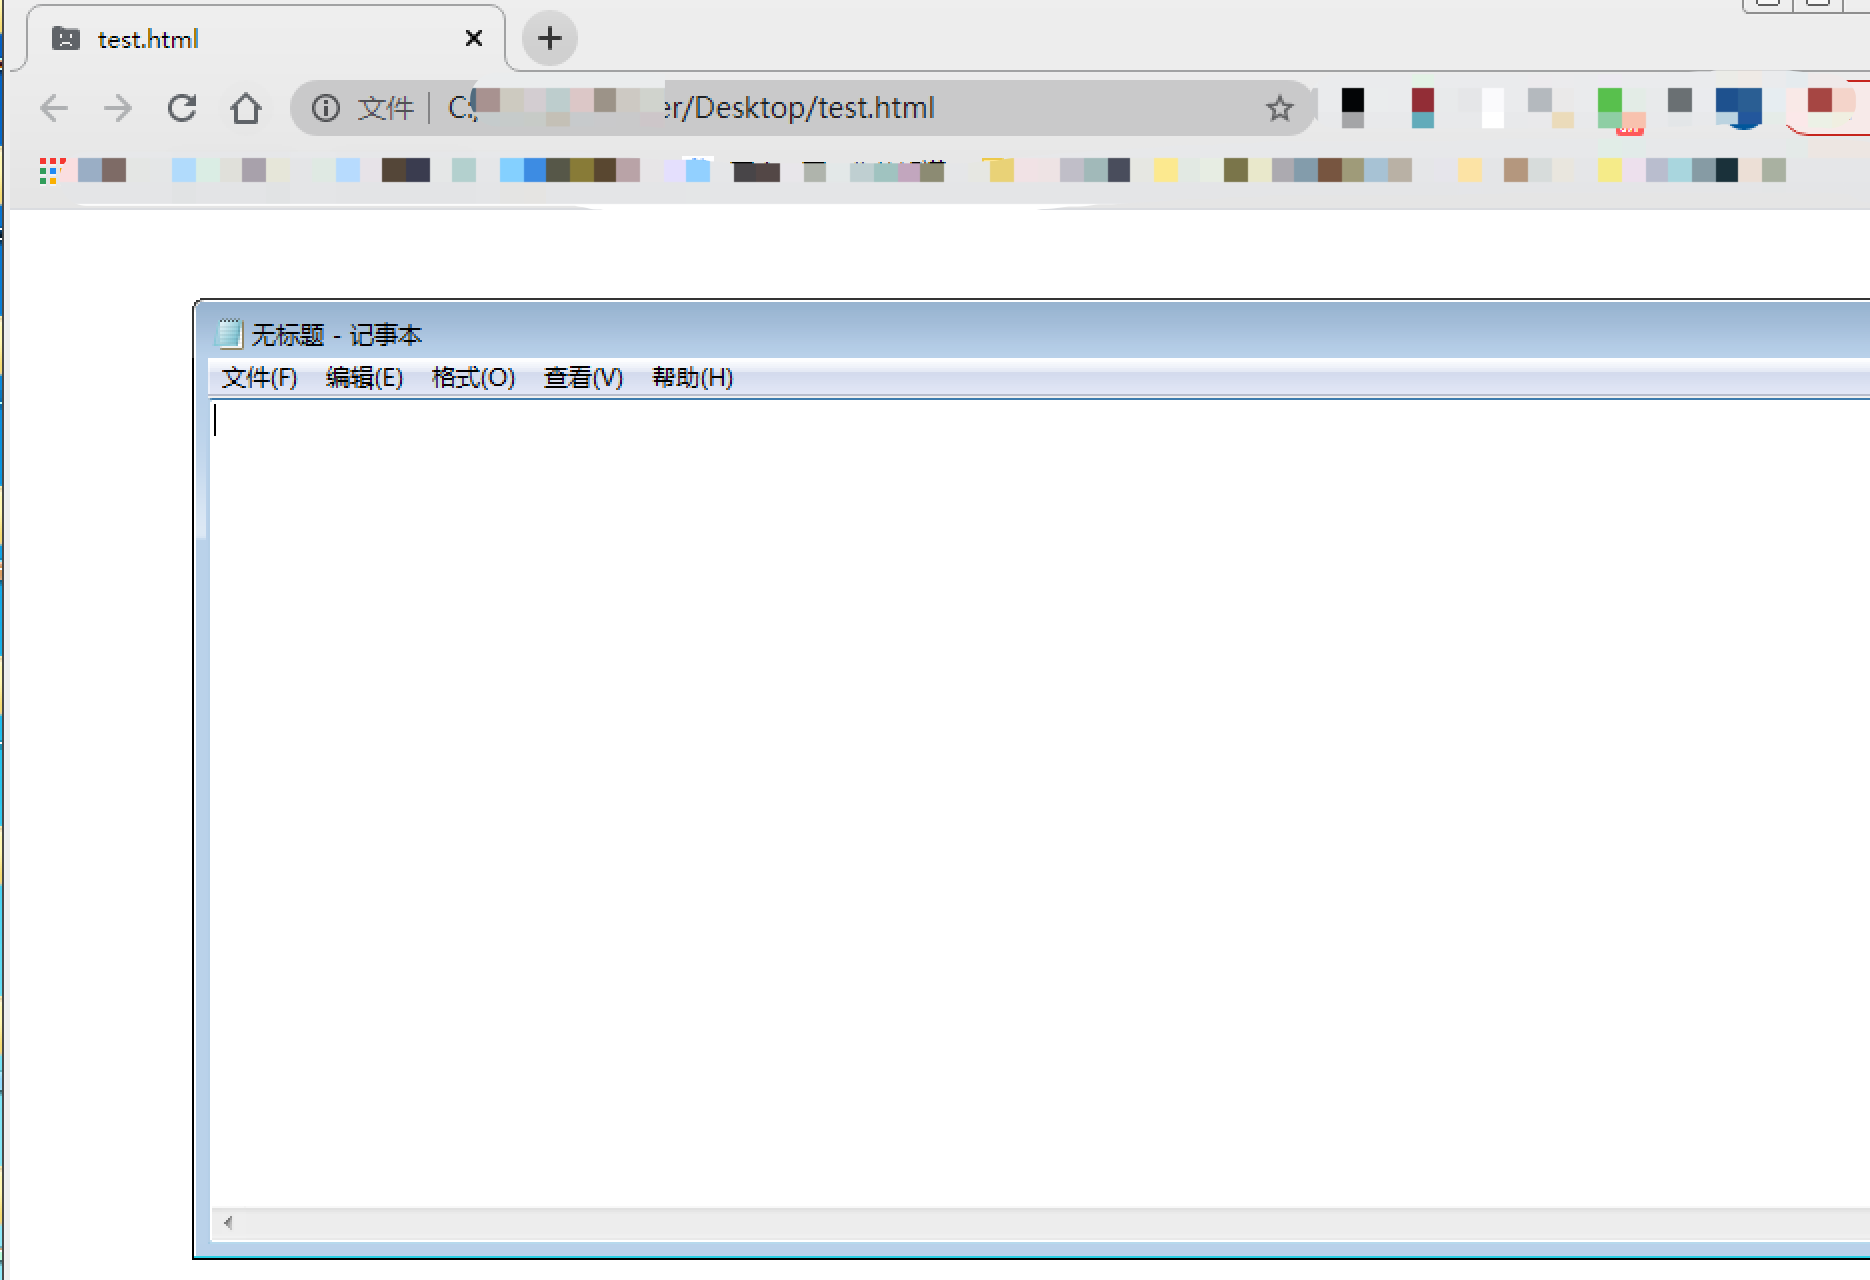 test.html
文件 C: er/Desktop/test.html
无标题 - 记事本
文件(F) 编辑(E) 格式(O) 查看(V) 帮助(H)